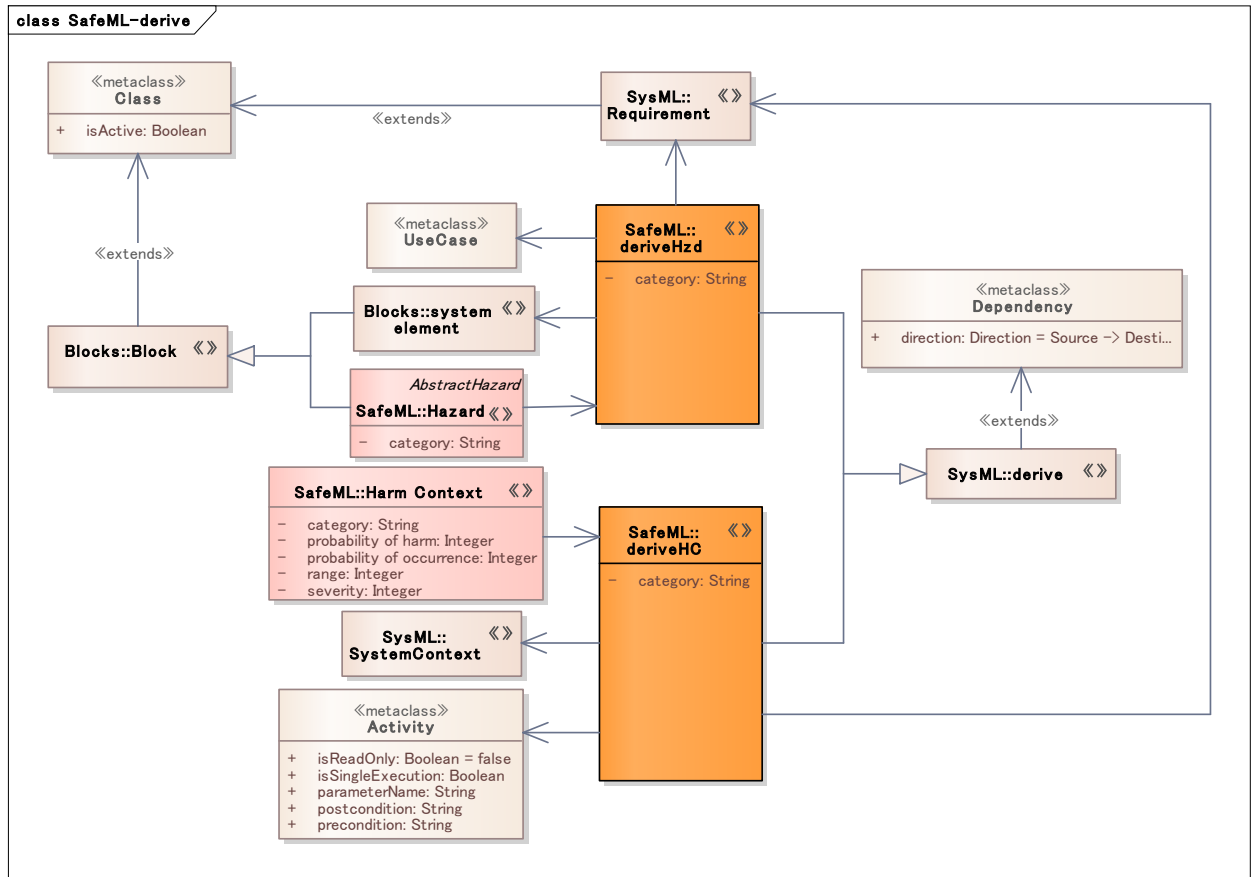 class SafeML-derive
≪metaclass≫
Class
+ isActive: Boolean
SysML::
Requirement
≪≫
≪extends≫
≪metaclass≫
UseCase
SafeML::
deriveHzd
≪≫
− category: String
≪extends≫
≪metaclass≫
Dependency
+ direction: Direction = Source -> Desti...
Blocks::system
element
≪≫
Blocks::Block ≪≫
AbstractHazard
SafeML::Hazard ≪≫
− category: String
≪extends≫
SysML::derive ≪≫
SafeML::Harm Context ≪≫
− category: String
− probability of harm: Integer
− probability of occurrence: Integer
− range: Integer
− severity: Integer
SafeML::
deriveHC
≪≫
− category: String
SysML::
SystemContext
≪≫
≪metaclass≫
Activity
+ isReadOnly: Boolean = false
+ isSingleExecution: Boolean
+ parameterName: String
+ postcondition: String
+ precondition: String